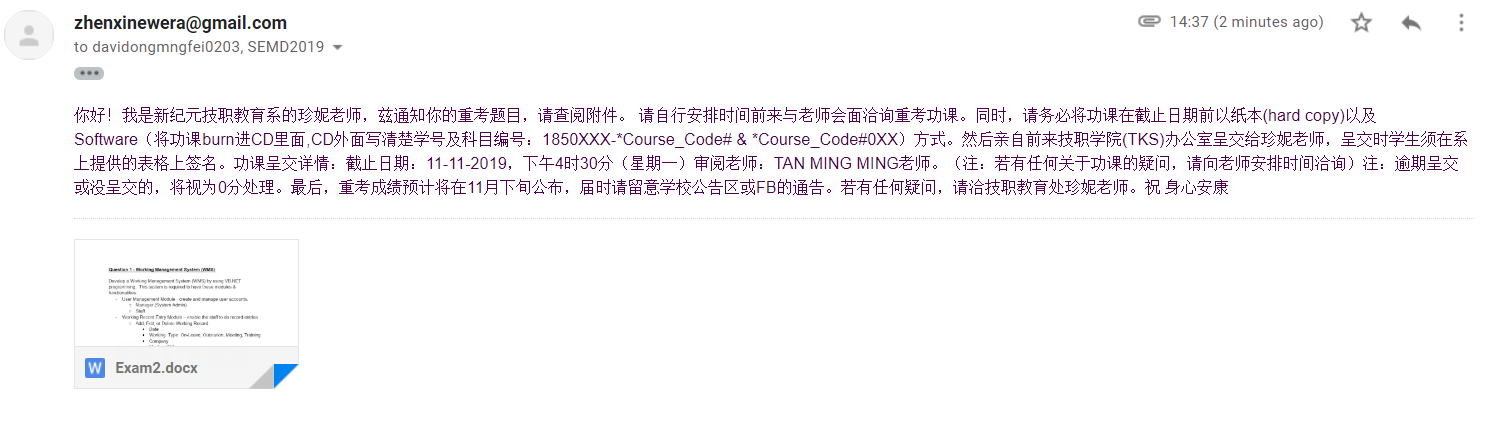 zhenxinewera@gmail.com
14:37 (2 minutes ago)
to davidongmngfei0203, SEMD2019
你好！我是新纪元技职教育系的珍妮老师，兹通知你的重考题目，请查阅附件。 请自行安排时间前来与老师会面洽询重考功课。同时，请务必将功课在截止日期前以纸本(hard copy)以及
Software（将功课burn进CD里面,CD外面写清楚学号及科目编号：1850XXX-*Course_Code# & *Course_Code#0XX）方式。然后亲自前来技职学院(TKS)办公室呈交给珍妮老师，呈交时学生须在系
上提供的表格上签名。功课呈交详情：截止日期：11-11-2019，下午4时30分（星期一）审阅老师：TAN MING MING老师。（注：若有任何关于功课的疑问，请向老师安排时间洽询）注：逾期呈交
或没呈交的，将视为0分处理。最后，重考成绩预计将在11月下旬公布，届时请留意学校公告区或FB的通告。若有任何疑问，请洽技职教育处珍妮老师。祝 身心安康
Question 1 - Working Management System (WMS)
Develop a Working Management System (WMS) by using VB.NET
programming. This system is required to have these modules &
functionalities:
User Management Module - create and manage user accounts.
Manager (System Admin)
Staff
Working Record Entry Module - enable the staff to do record entries
Add, Edit, or Delete Working Record
Date
Working Type: On-Leave, Outstation, Meeting, Training
Company
W
Exam2.docx